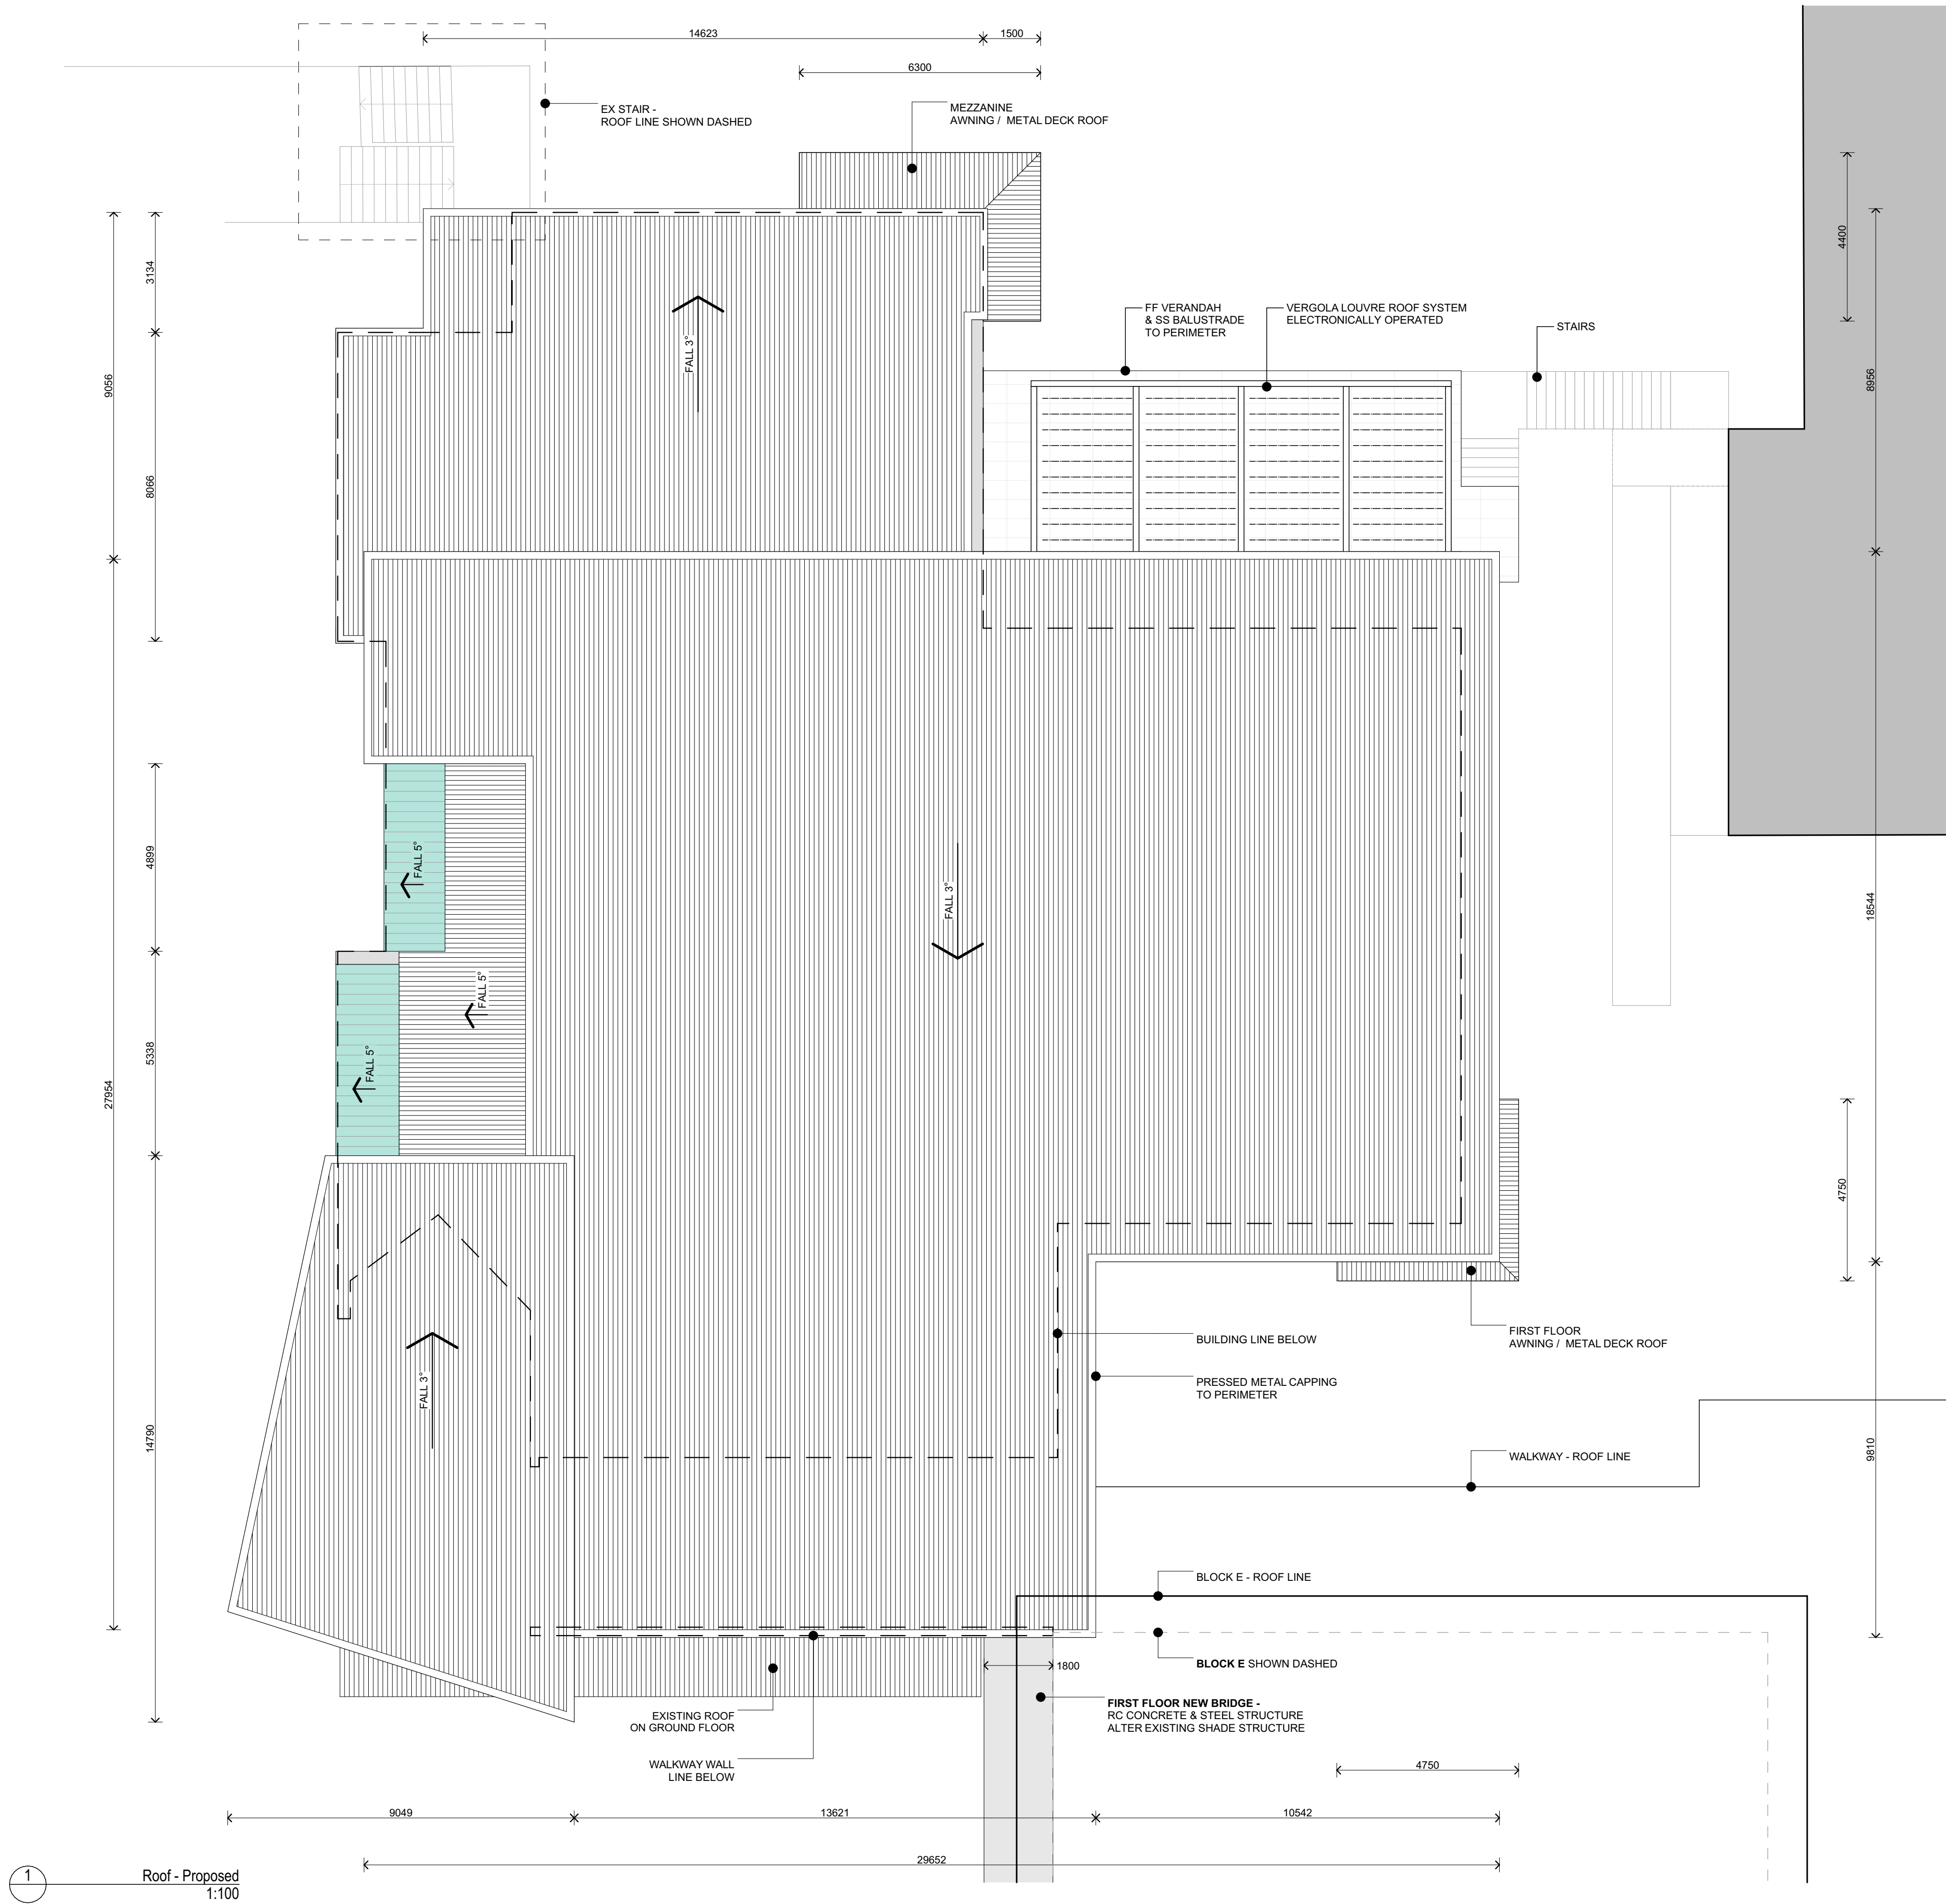 14623
1500
6300
EX STAIR -
ROOF LINE SHOWN DASHED
MEZZANINE
AWNING / METAL DECK ROOF
4400
3134
9056
8066
FALL 3°
FF VERANDAH
& SS BALUSTRADE
TO PERIMETER
VERGOLA LOUVRE ROOF SYSTEM
ELECTRONICALLY OPERATED
STAIRS
8956
4899
FALL 5°
FALL 5°
FALL 5°
5338
27954
FALL 3°
18544
4750
14790
FALL 3°
BUILDING LINE BELOW
PRESSED METAL CAPPING
TO PERIMETER
FIRST FLOOR
AWNING / METAL DECK ROOF
WALKWAY - ROOF LINE
9810
BLOCK E - ROOF LINE
BLOCK E SHOWN DASHED
1800
FIRST FLOOR NEW BRIDGE -
RC CONCRETE & STEEL STRUCTURE
ALTER EXISTING SHADE STRUCTURE
EXISTING ROOF
ON GROUND FLOOR
WALKWAY WALL
LINE BELOW
4750
9049
13621
10542
29652
1
Roof - Proposed
1:100